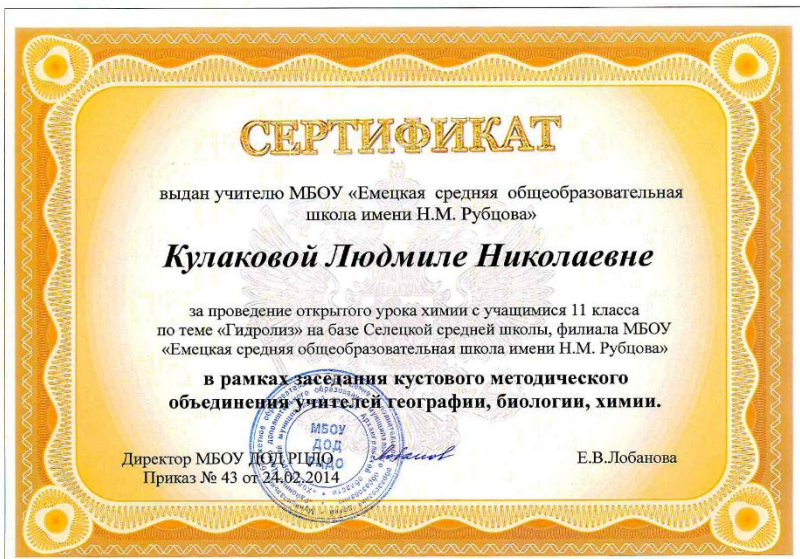 СЕРТИФИКАТ
выдан учителю МБОУ «Емецкая средняя общеобразовательная
школа имени Н.М. Рубцова»
Кулаковой Людмиле Николаевне
за проведение открытого урока химии с учащимися 11 класса
по теме «Гидролиз» на базе Селецкой средней школы, филиала МБОУ
«Емецкая средняя общеобразовательная школа имени Н.М. Рубцова»
в рамках заседания кустового методического
объединения учителей географии, биологии, химии.
МБОУ
ДОД
РЦДО
Директор МБОУ ДОД РЦДО
Е.В.Лобанова
Приказ № 43 от 24.02.2014